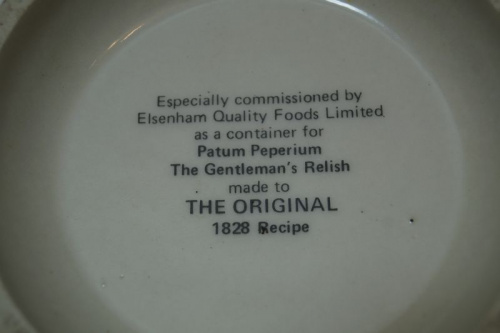 Especially commissioned by
Elsenham Quality Foods Limited
as a container for
Patum Peperium
The Gentleman's Relish
made to
THE ORIGINAL
1828 Recipe